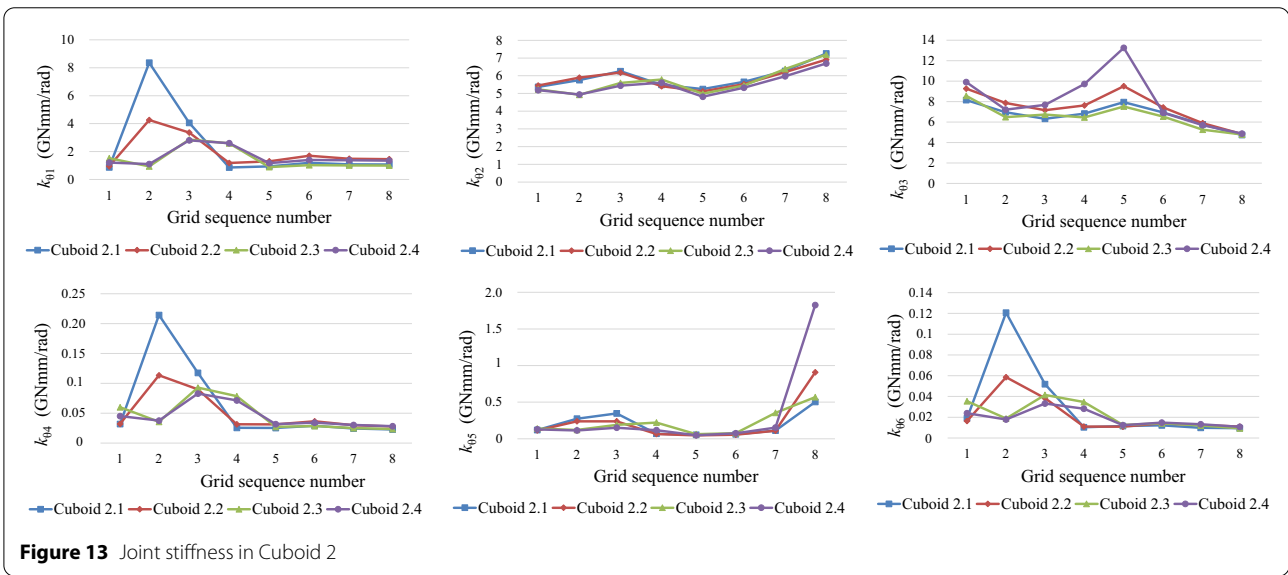 10
8
6
4
2
0
k_θ1 (GNmm/rad)
1 2 3 4 5 6 7 8
Grid sequence number
Cuboid 2.1 Cuboid 2.2 Cuboid 2.3 Cuboid 2.4
8
7
6
5
4
3
2
1
0
k_θ2 (GNmm/rad)
1 2 3 4 5 6 7 8
Grid sequence number
Cuboid 2.1 Cuboid 2.2 Cuboid 2.3 Cuboid 2.4
14
12
10
8
6
4
2
0
k_θ3 (GNmm/rad)
1 2 3 4 5 6 7 8
Grid sequence number
Cuboid 2.1 Cuboid 2.2 Cuboid 2.3 Cuboid 2.4
0.25
0.20
0.15
0.1
0.05
0
k_θ4 (GNmm/rad)
1 2 3 4 5 6 7 8
Grid sequence number
Cuboid 2.1 Cuboid 2.2 Cuboid 2.3 Cuboid 2.4
2.0
1.5
1
0.5
0
k_θ5 (GNmm/rad)
1 2 3 4 5 6 7 8
Grid sequence number
Cuboid 2.1 Cuboid 2.2 Cuboid 2.3 Cuboid 2.4
0.14
0.12
0.1
0.08
0.06
0.04
0.02
0
k_θ6 (GNmm/rad)
1 2 3 4 5 6 7 8
Grid sequence number
Cuboid 2.1 Cuboid 2.2 Cuboid 2.3 Cuboid 2.4
Figure 13 Joint stiffness in Cuboid 2